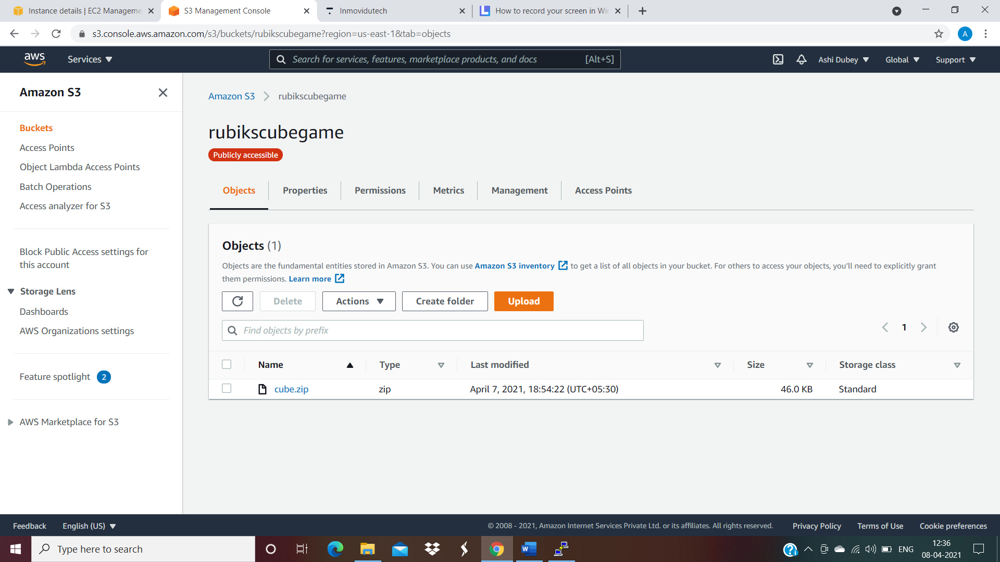 Instance details | EC2 Manageme
S3 Management Console
Inmovidutech
How to record your screen in Wi
s3.console.aws.amazon.com/s3/buckets/rubikscubegame?region=us-east-1&tab=objects
A
aws
Services
Search for services, features, marketplace products, and docs
[Alt+S]
Ashi Dubey
Global
Support
Amazon S3
Buckets
Access Points
Object Lambda Access Points
Batch Operations
Access analyzer for S3
Block Public Access settings for
this account
Storage Lens
Dashboards
AWS Organizations settings
Feature spotlight 2
AWS Marketplace for S3
Amazon S3 rubikscubegame
rubikscubegame
Publicly accessible
Objects Properties Permissions Metrics Management Access Points
Objects (1)
Objects are the fundamental entities stored in Amazon S3. You can use Amazon S3 inventory to get a list of all objects in your bucket. For others to access your objects, you’ll need to explicitly grant
them permissions. Learn more
Delete Actions Create folder Upload
Find objects by prefix
1
Name Type Last modified Size Storage class
cube.zip zip April 7, 2021, 18:54:22 (UTC+05:30) 46.0 KB Standard
Feedback English (US) © 2008 - 2021, Amazon Internet Services Private Ltd. or its affiliates. All rights reserved. Privacy Policy Terms of Use Cookie preferences
Type here to search
ENG
12:36
08-04-2021